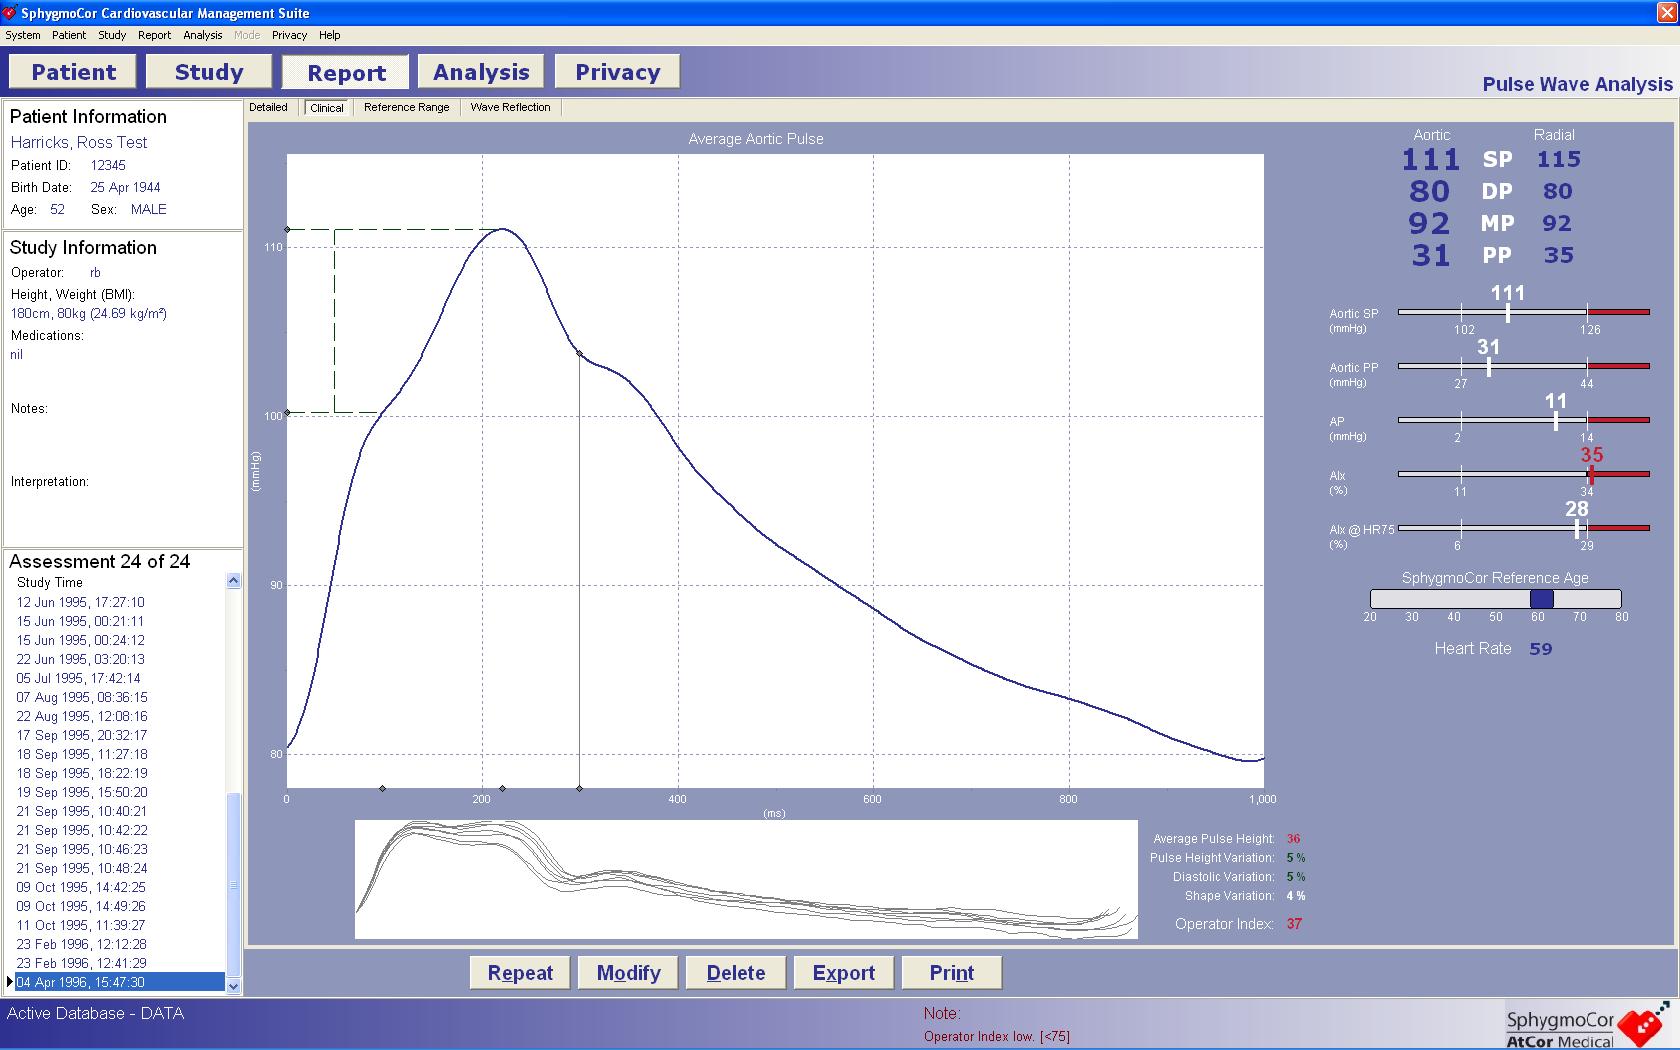 SphygmoCor Cardiovascular Management Suite
System Patient Study Report Analysis Mode Privacy Help
Patient Study Report Analysis Privacy
Pulse Wave Analysis
Detailed Clinical Reference Range Wave Reflection
Patient Information
Harricks, Ross Test
Patient ID: 12345
Birth Date: 25 Apr 1944
Age: 52 Sex: MALE
Study Information
Operator: rb
Height, Weight (BMI):
180cm, 80kg (24.69 kg/m²)
Medications:
nil
Notes:
Interpretation:
Assessment 24 of 24
Study Time
12 Jun 1995, 17:27:10
15 Jun 1995, 00:21:11
15 Jun 1995, 00:24:12
22 Jun 1995, 03:20:13
05 Jul 1995, 17:42:14
07 Aug 1995, 08:36:15
22 Aug 1995, 12:08:16
17 Sep 1995, 20:32:17
18 Sep 1995, 11:27:18
18 Sep 1995, 18:22:19
19 Sep 1995, 15:50:20
21 Sep 1995, 10:40:21
21 Sep 1995, 10:42:22
21 Sep 1995, 10:46:23
21 Sep 1995, 10:48:24
09 Oct 1995, 14:42:25
09 Oct 1995, 14:49:26
11 Oct 1995, 11:39:27
23 Feb 1996, 12:12:28
23 Feb 1996, 12:41:29
04 Apr 1996, 15:47:30
Average Aortic Pulse
110
100
(mmHg)
90
80
0 200 400 600 800 1,000
(ms)
Aortic Radial
111 SP 115
80 DP 80
92 MP 92
31 PP 35
111
Aortic SP
(mmHg)
102 126
31
Aortic PP
(mmHg)
27 44
11
AP
(mmHg)
2 14
35
AIx
(%)
11 34
28
AIx @ HR75
(%)
6 29
SphygmoCor Reference Age
20 30 40 50 60 70 80
Heart Rate 59
Average Pulse Height: 36
Pulse Height Variation: 5 %
Diastolic Variation: 5 %
Shape Variation: 4 %
Operator Index: 37
Repeat Modify Delete Export Print
Active Database - DATA
Note:
Operator Index low. [<75]
SphygmoCor
AtCor Medical